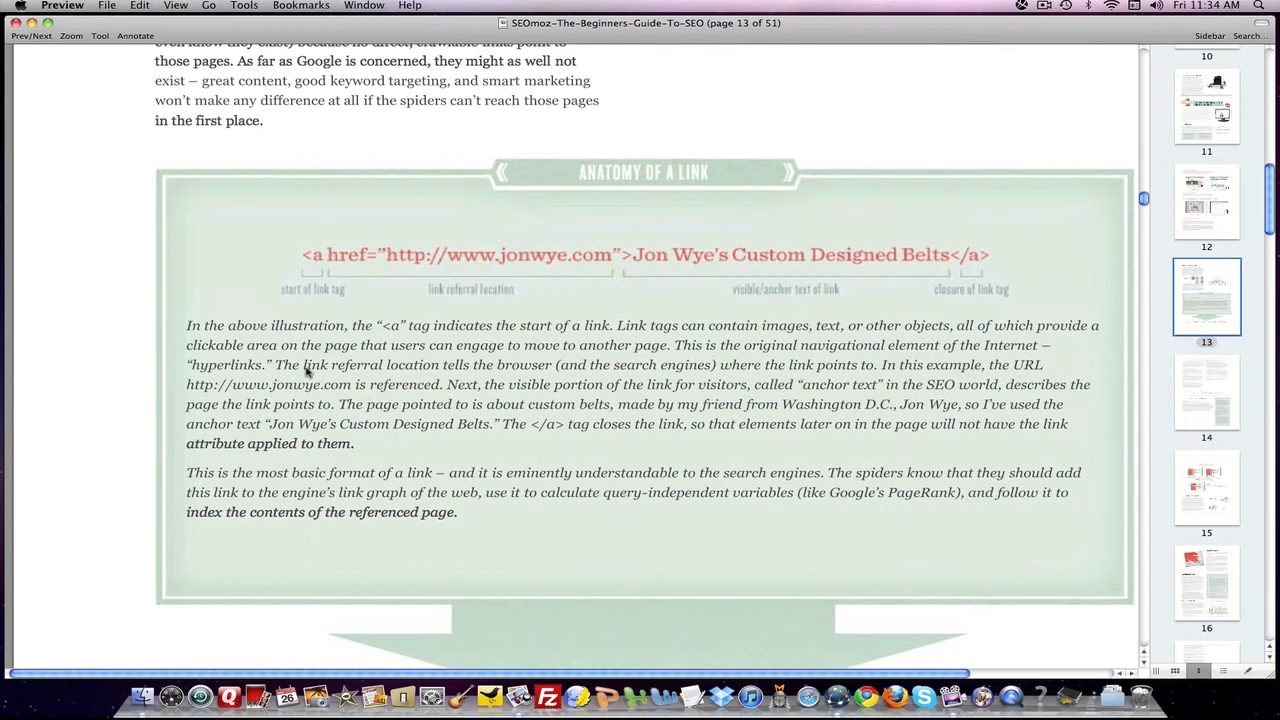 Preview File Edit View Go Tools Bookmarks Window Help Fri 11:34 AM
SEOmoz-The-Beginners-Guide-To-SEO (page 13 of 51)
Prev/Next Zoom Tool Annotate Sidebar Search...
even know they exist) because no direct, crawlable links point to
those pages. As far as Google is concerned, they might as well not
exist – great content, good keyword targeting, and smart marketing
won't make any difference at all if the spiders can't reach those pages
in the first place.
ANATOMY OF A LINK
<a href="http://www.jonwye.com">Jon Wye's Custom Designed Belts</a>
start of link tag link referral location visible/anchor text of link closure of link tag
In the above illustration, the “<a” tag indicates the start of a link. Link tags can contain images, text, or other objects, all of which provide a
clickable area on the page that users can engage to move to another page. This is the original navigational element of the Internet –
“hyperlinks.” The link referral location tells the browser (and the search engines) where the link points to. In this example, the URL
http://www.jonwye.com is referenced. Next, the visible portion of the link for visitors, called “anchor text” in the SEO world, describes the
page the link points to. The page pointed to is about custom belts, made by my friend from Washington D.C., Jon Wye, so I've used the
anchor text “Jon Wye's Custom Designed Belts.” The </a> tag closes the link, so that elements later on in the page will not have the link
attribute applied to them.
This is the most basic format of a link – and it is eminently understandable to the search engines. The spiders know that they should add
this link to the engine's link graph of the web, use it to calculate query-independent variables (like Google's PageRank), and follow it to
index the contents of the referenced page.
10
11
12
13
14
15
16
26